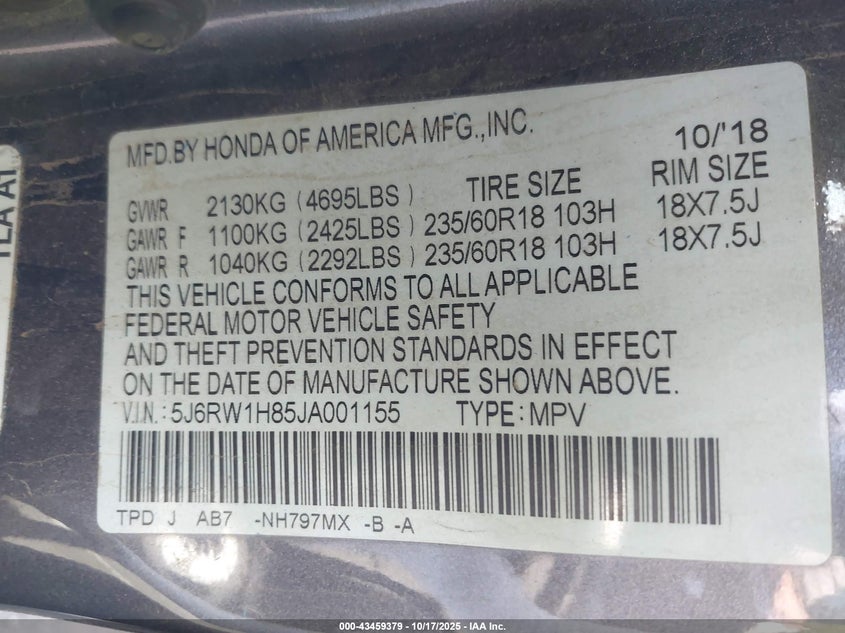 MFD.BY HONDA OF AMERICA MFG.,INC. 10/'18
TIRE SIZE RIM SIZE
GVWR 2130KG (4695LBS)
GAWR F 1100KG (2425LBS) 235/60R18 103H 18X7.5J
GAWR R 1040KG (2292LBS) 235/60R18 103H 18X7.5J
THIS VEHICLE CONFORMS TO ALL APPLICABLE
FEDERAL MOTOR VEHICLE SAFETY
AND THEFT PREVENTION STANDARDS IN EFFECT
ON THE DATE OF MANUFACTURE SHOWN ABOVE.
V.I.N.: 5J6RW1H85JA001155 TYPE: MPV
TPD J AB7 -NH797MX -B -A
000-43459379 | 10/17/2025 | IAA Inc.